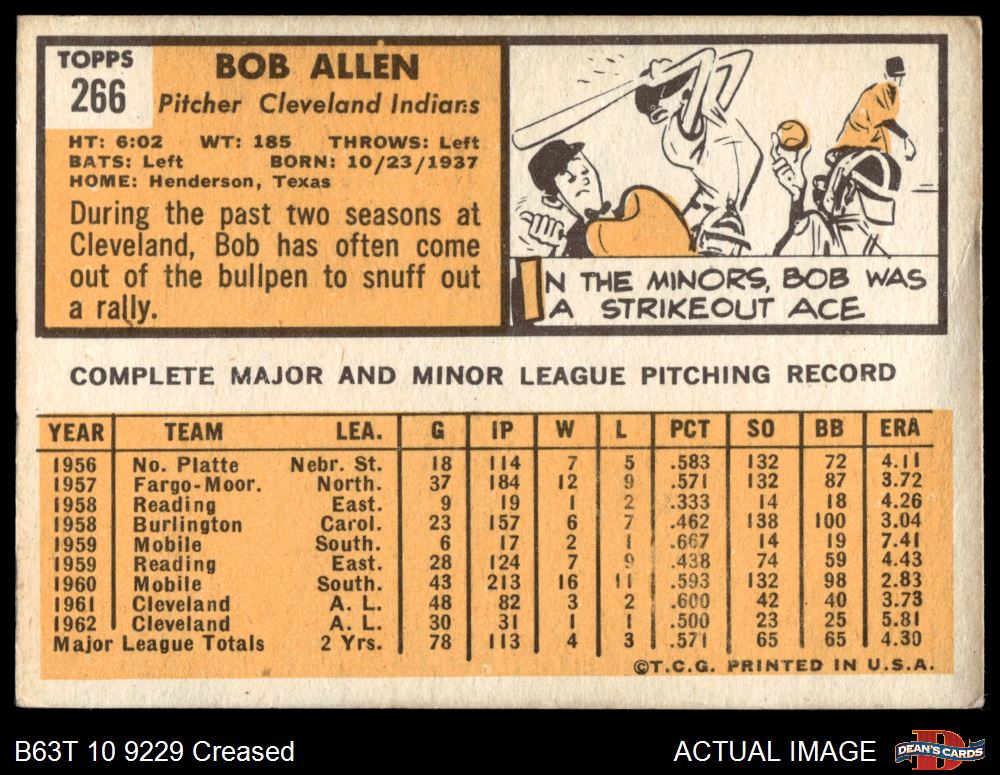 TOPPS
266
BOB ALLEN
Pitcher Cleveland Indians
HT: 6:02 WT: 185 THROWS: Left
BATS: Left BORN: 10/23/1937
HOME: Henderson, Texas
During the past two seasons at
Cleveland, Bob has often come
out of the bullpen to snuff out
a rally.
IN THE MINORS, BOB WAS
A STRIKEOUT ACE
COMPLETE MAJOR AND MINOR LEAGUE PITCHING RECORD
YEAR TEAM LEA. G IP W L PCT SO BB ERA
1956 No. Platte Nebr. St. 18 114 7 5 .583 132 72 4.11
1957 Fargo-Moor. North. 37 184 12 9 .571 132 87 3.72
1958 Reading East. 9 19 1 2 .333 14 18 4.26
1958 Burlington Carol. 23 157 6 7 .462 138 100 3.04
1959 Mobile South. 6 17 2 1 .667 14 19 7.41
1959 Reading East. 28 124 7 9 .438 74 59 4.43
1960 Mobile South. 43 213 16 11 .593 132 98 2.83
1961 Cleveland A. L. 48 82 3 2 .600 42 40 3.73
1962 Cleveland A. L. 30 31 1 1 .500 23 25 5.81
Major League Totals 2 Yrs. 78 113 4 3 .571 65 65 4.30
©T.C.G. PRINTED IN U.S.A.
B63T 10 9229 Creased
ACTUAL IMAGE
D
DEAN'S CARDS